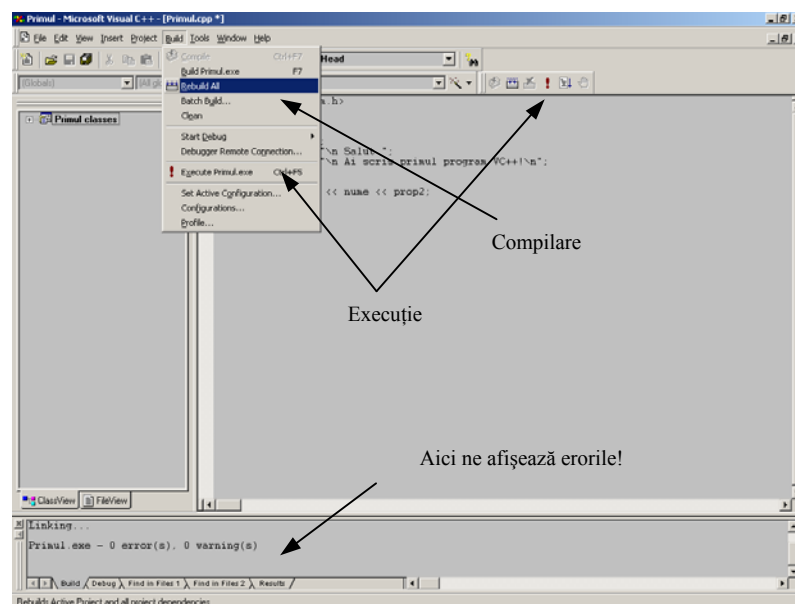 Primul - Microsoft Visual C++ - [Primul.cpp *]
File Edit View Insert Project Build Tools Window Help
Compile Ctrl+F7
Build Primul.exe F7
Rebuild All
Batch Build...
Clean
Start Debug
Debugger Remote Connection...
Execute Primul.exe Ctrl+F5
Set Active Configuration...
Configurations...
Profile...
Head
(Globals)
[All gl
.h>
Primul classes
"\n Salut ";
"\n Ai scris primul program VC++!\n";
<< nume << prop2;
Compilare
Execuție
Aici ne afişează erorile!
ClassView FileView
Linking...
Primul.exe - 0 error(s), 0 warning(s)
Build Debug Find in Files 1 Find in Files 2 Results
Rebuilds Active Project and all project dependencies